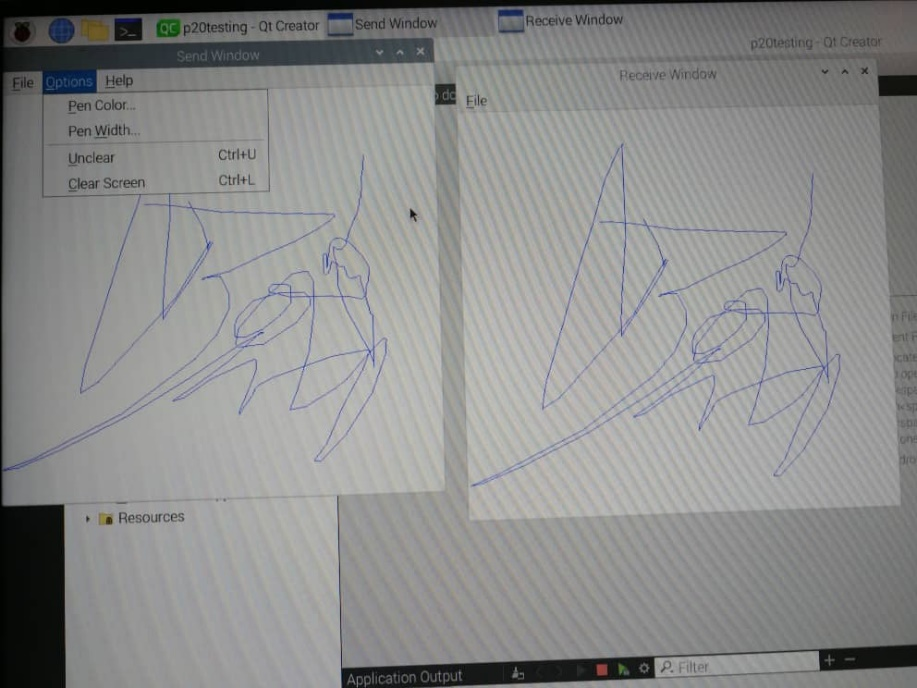 p20testing - Qt Creator Send Window Receive Window
p20testing - Qt Creator
Send Window
File Options Help
Pen Color...
Pen Width...
Unclear Ctrl+U
Clear Screen Ctrl+L
Receive Window
File
Resources
Application Output
Filter